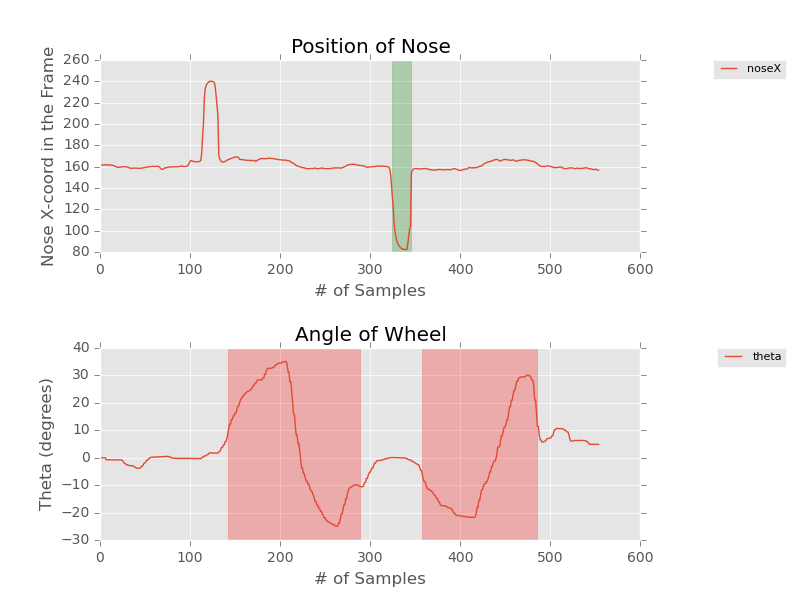 Position of Nose
noseX
Nose X-coord in the Frame
260
240
220
200
180
160
140
120
100
80
0 100 200 300 400 500 600
# of Samples
Angle of Wheel
theta
Theta (degrees)
40
30
20
10
0
−10
−20
−30
0 100 200 300 400 500 600
# of Samples